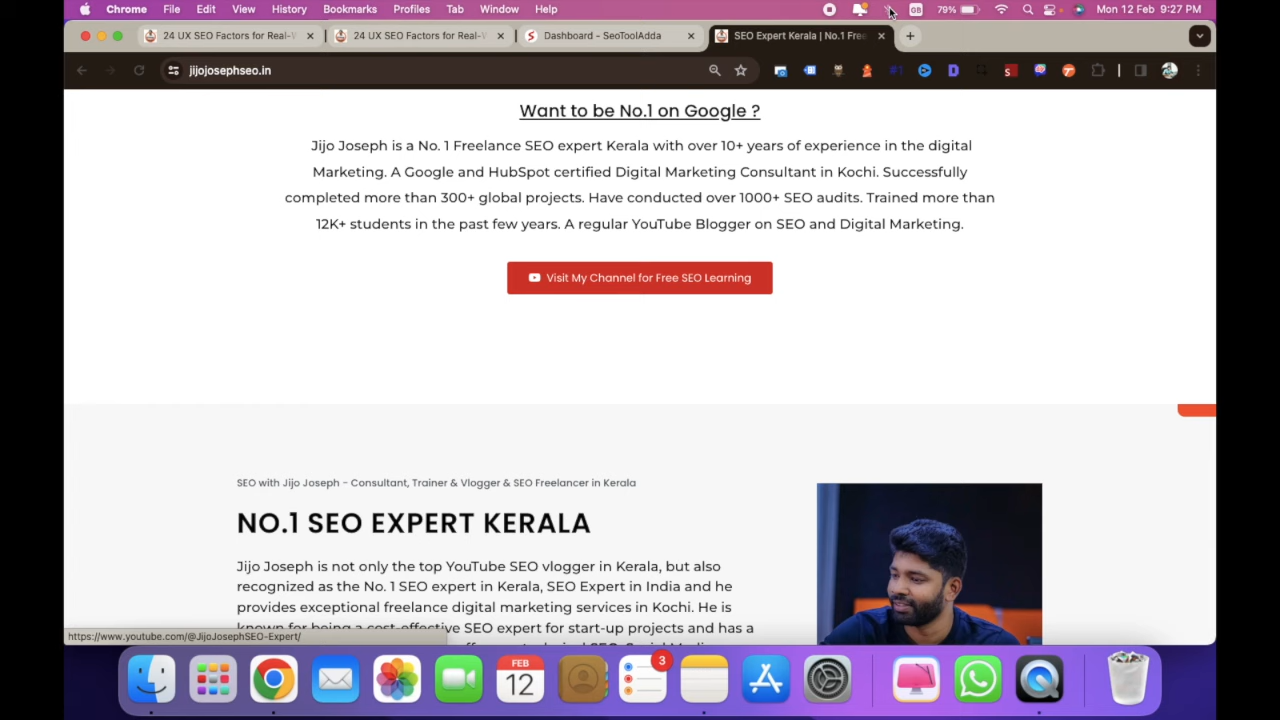 Chrome File Edit View History Bookmarks Profiles Tab Window Help GB 79% Mon 12 Feb 9:27 PM
24 UX SEO Factors for Real-W 24 UX SEO Factors for Real-W Dashboard - SeoToolAdda SEO Expert Kerala | No.1 Free
jijojosephseo.in
Want to be No.1 on Google ?
Jijo Joseph is a No. 1 Freelance SEO expert Kerala with over 10+ years of experience in the digital
Marketing. A Google and HubSpot certified Digital Marketing Consultant in Kochi. Successfully
completed more than 300+ global projects. Have conducted over 1000+ SEO audits. Trained more than
12K+ students in the past few years. A regular YouTube Blogger on SEO and Digital Marketing.
Visit My Channel for Free SEO Learning
SEO with Jijo Joseph - Consultant, Trainer & Vlogger & SEO Freelancer in Kerala
NO.1 SEO EXPERT KERALA
Jijo Joseph is not only the top YouTube SEO vlogger in Kerala, but also
recognized as the No. 1 SEO expert in Kerala, SEO Expert in India and he
provides exceptional freelance digital marketing services in Kochi. He is
known for being a cost-effective SEO expert for start-up projects and has a
https://www.youtube.com/@JijoJosephSEO-Expert/
FEB
12
3